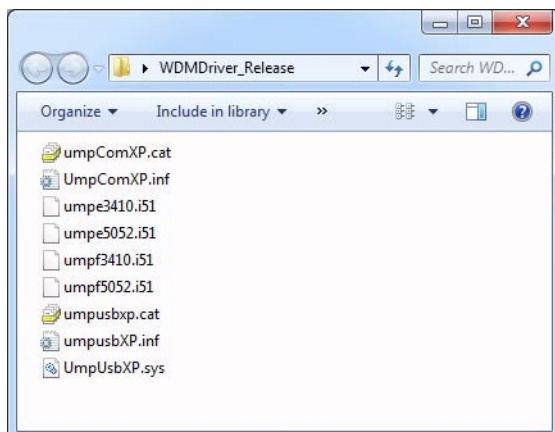 WDMDriver_Release
Search WD...
Organize
Include in library
»
umpComXP.cat
UmpComXP.inf
umpe3410.i51
umpe5052.i51
umpf3410.i51
umpf5052.i51
umpusbxp.cat
umpusbXP.inf
UmpUsbXP.sys